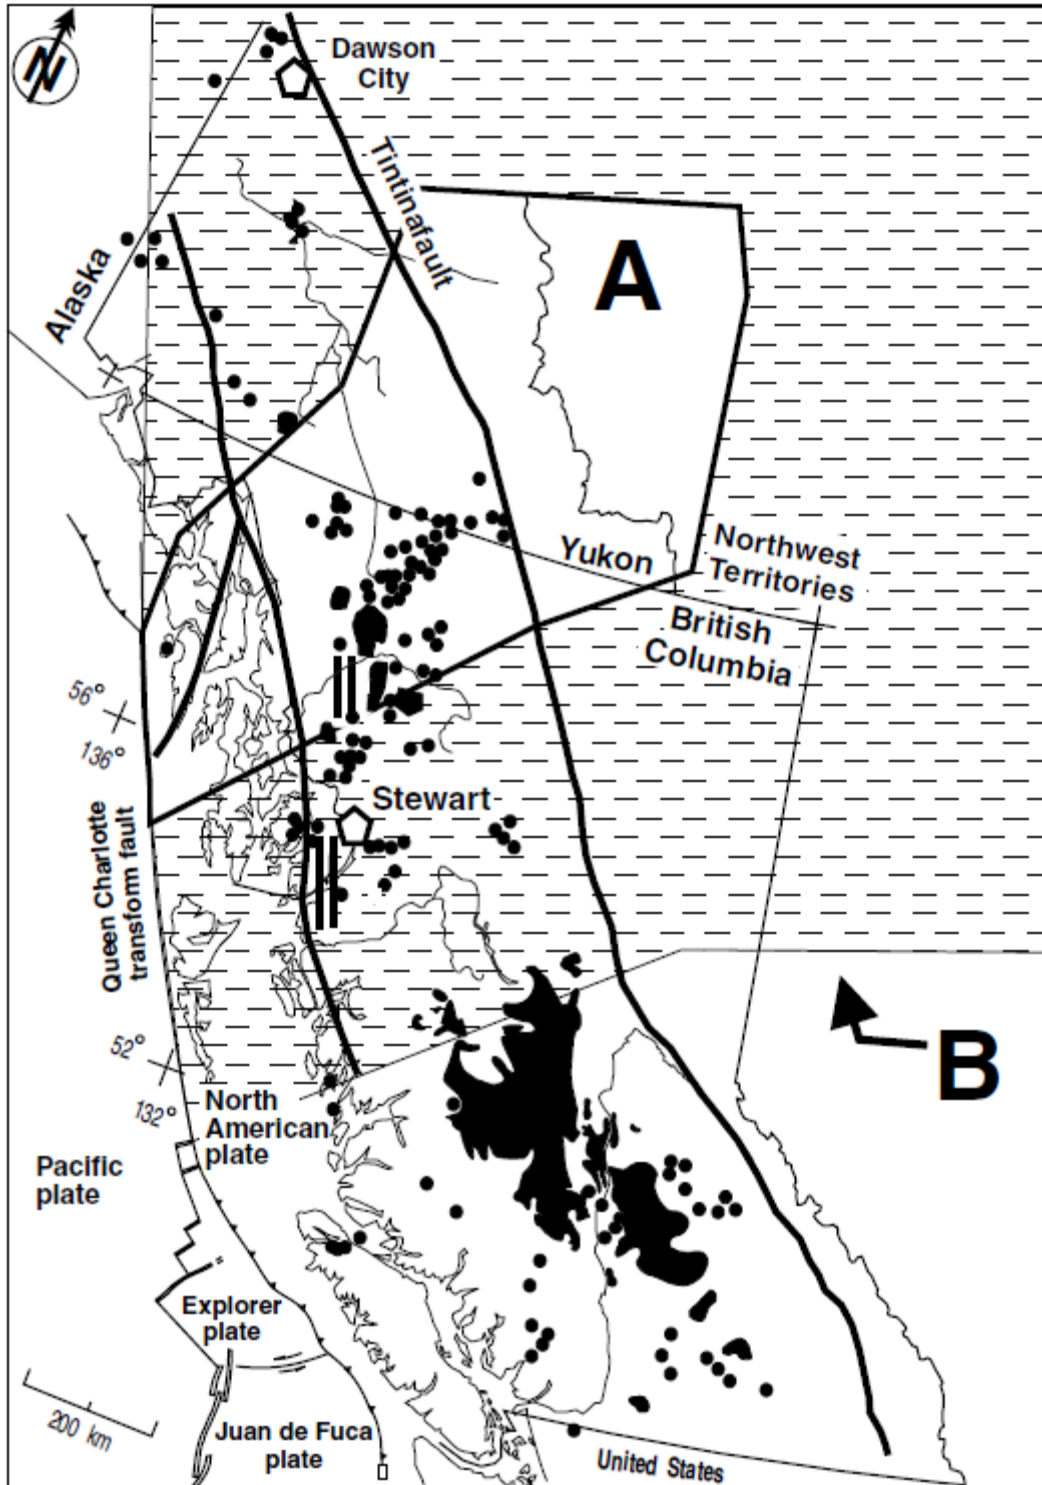 N
Dawson
City
Tintinafault
A
Alaska
Yukon
Northwest
Territories
British
Columbia
56°
136°
Stewart
Queen Charlotte
transform fault
52°
132°
B
North
American
plate
Pacific
plate
Explorer
plate
200 km
Juan de Fuca
plate
United States